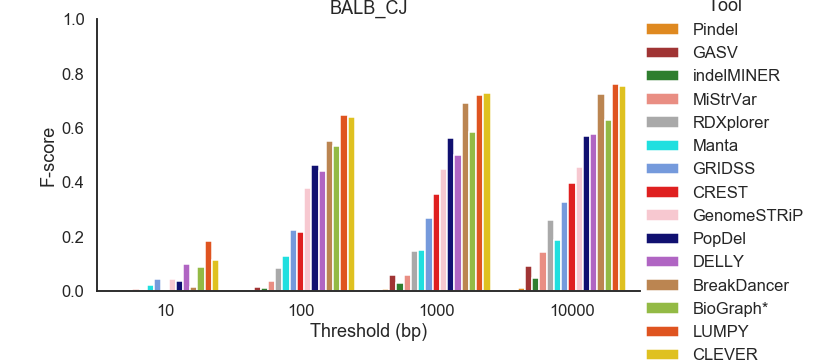 BALB_CJ
Tool
1.0
0.8
0.6
0.4
0.2
0.0
F-score
10
100
1000
10000
Threshold (bp)
Pindel
GASV
indelMINER
MiStrVar
RDXplorer
Manta
GRIDSS
CREST
GenomeSTRiP
PopDel
DELLY
BreakDancer
BioGraph*
LUMPY
CLEVER